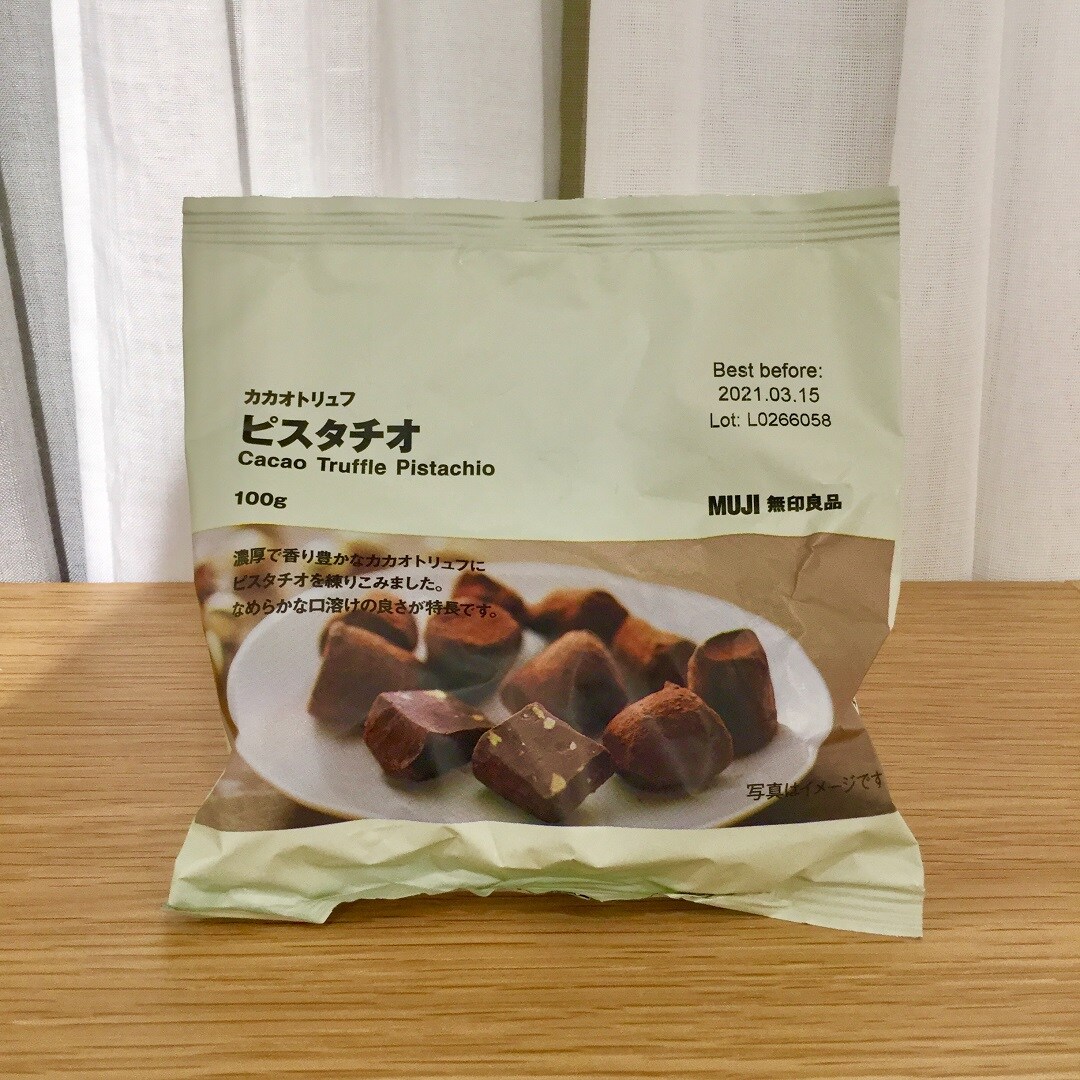 カカオトリュフ
ピスタチオ
Cacao Truffle Pistachio
100g
Best before:
2021.03.15
Lot: L0266058
MUJI 無印良品
濃厚で香り豊かなカカオトリュフに
ピスタチオを練りこみました。
なめらかな口溶けの良さが特長です。
写真はイメージです